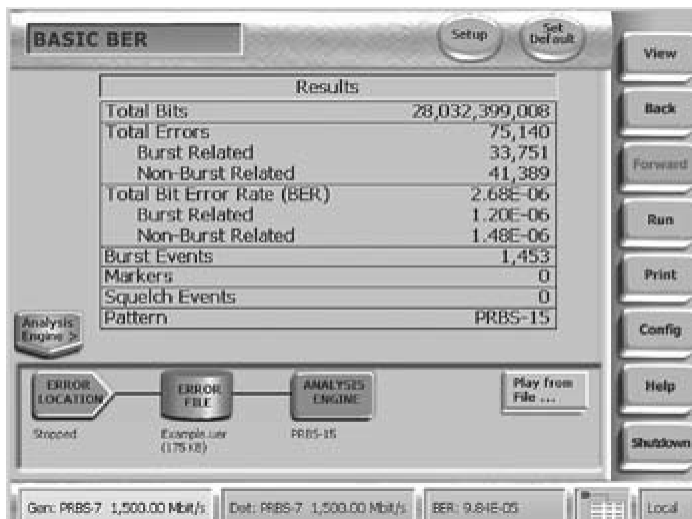 BASIC BER
Setup
Set Default
Results
Total Bits 28,032,399,008
Total Errors 75,140
Burst Related 33,751
Non-Burst Related 41,389
Total Bit Error Rate (BER) 2.68E-06
Burst Related 1.20E-06
Non-Burst Related 1.48E-06
Burst Events 1,453
Markers 0
Squelch Events 0
Pattern PRBS-15
Analysis
Engine >
ERROR
LOCATION
ERROR
FILE
ANALYSIS
ENGINE
Play from
File ...
Stopped
Example.uer
(175 KB)
PRBS-15
View
Back
Forward
Run
Print
Config
Help
Shutdown
Gen: PRBS-7 1,500.00 Mbit/s
Det: PRBS-7 1,500.00 Mbit/s
BER: 9.84E-05
Local